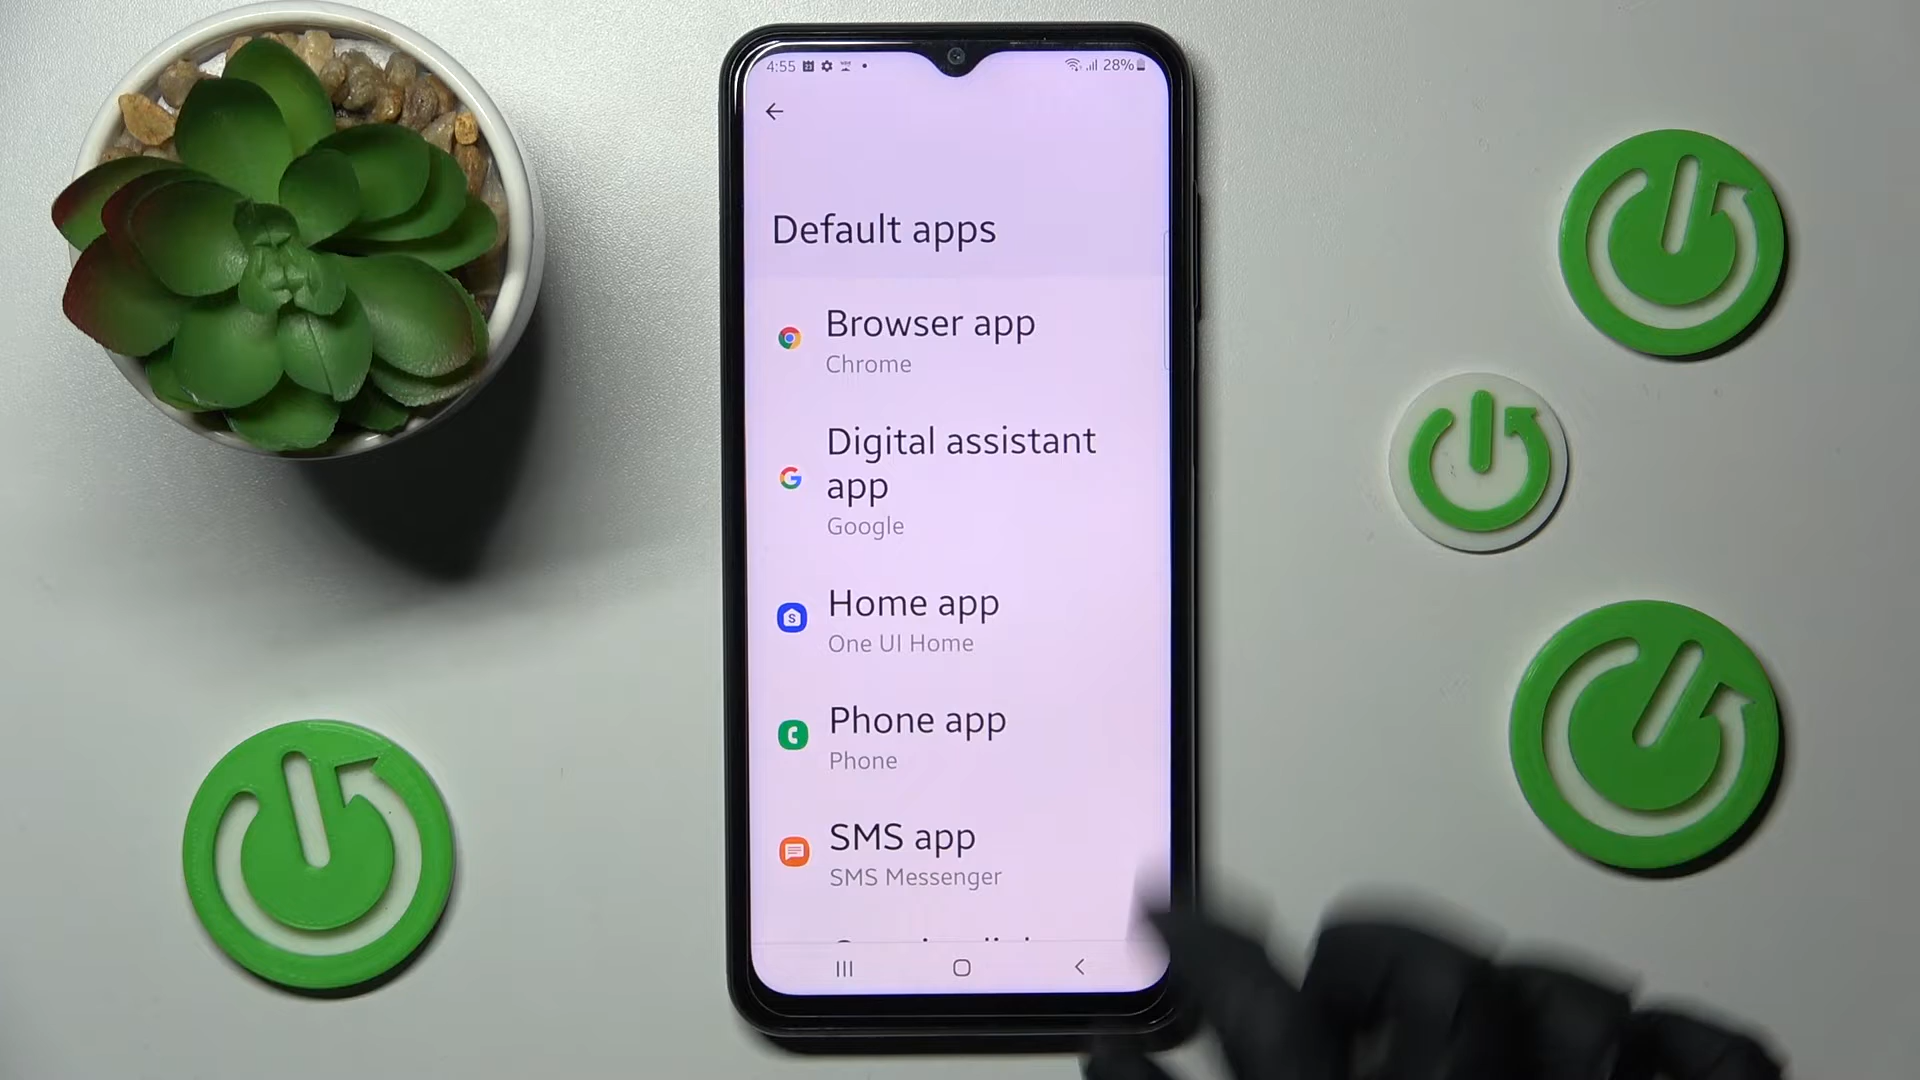 4:55
28%
Default apps
Browser app
Chrome
Digital assistant
app
Google
Home app
One UI Home
Phone app
Phone
SMS app
SMS Messenger